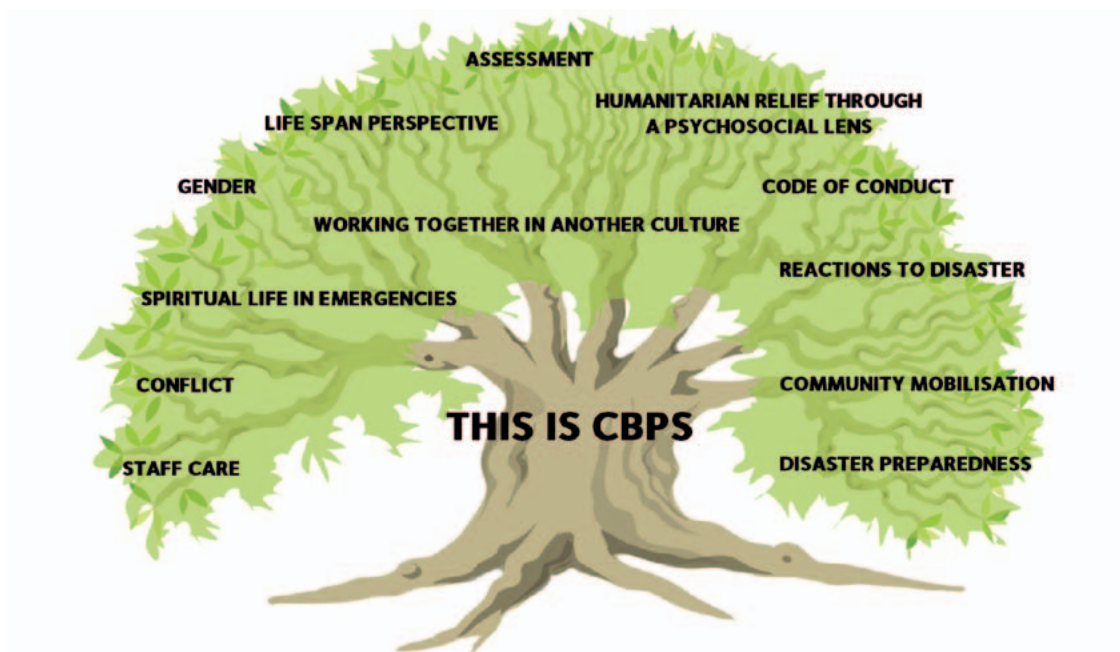 ASSESSMENT
HUMANITARIAN RELIEF THROUGH
A PSYCHOSOCIAL LENS
LIFE SPAN PERSPECTIVE
GENDER
CODE OF CONDUCT
WORKING TOGETHER IN ANOTHER CULTURE
REACTIONS TO DISASTER
SPIRITUAL LIFE IN EMERGENCIES
CONFLICT
COMMUNITY MOBILISATION
THIS IS CBPS
STAFF CARE
DISASTER PREPAREDNESS